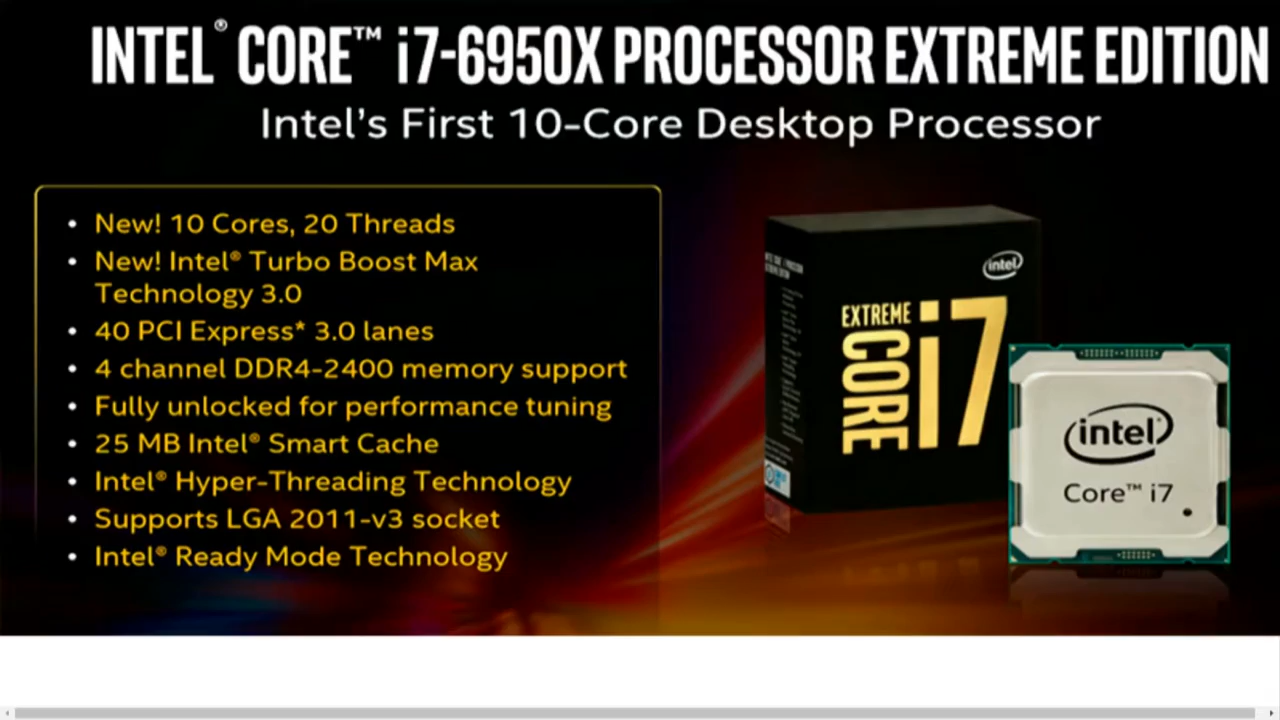 INTEL® CORE™ i7-6950X PROCESSOR EXTREME EDITION
Intel's First 10-Core Desktop Processor
• New! 10 Cores, 20 Threads
• New! Intel® Turbo Boost Max
Technology 3.0
• 40 PCI Express* 3.0 lanes
• 4 channel DDR4-2400 memory support
• Fully unlocked for performance tuning
• 25 MB Intel® Smart Cache
• Intel® Hyper-Threading Technology
• Supports LGA 2011-v3 socket
• Intel® Ready Mode Technology
intel
EXTREME
CORE i7
intel
Core™ i7